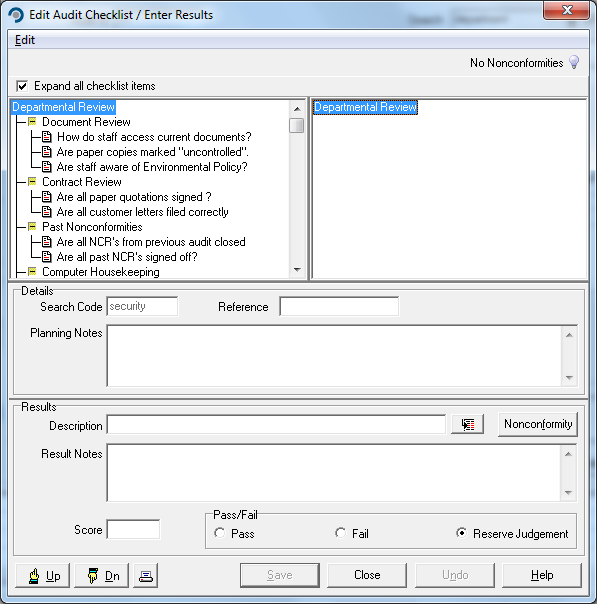 Edit Audit Checklist / Enter Results
Edit
No Nonconformities
Expand all checklist items
Departmental Review
Document Review
How do staff access current documents?
Are paper copies marked "uncontrolled".
Are staff aware of Environmental Policy?
Contract Review
Are all paper quotations signed ?
Are all customer letters filed correctly
Past Nonconformities
Are all NCR's from previous audit closed
Are all past NCR's signed off?
Computer Housekeeping
Departmental Review
Details
Search Code security Reference
Planning Notes
Results
Description Nonconformity
Result Notes
Score
Pass/Fail
Pass Fail Reserve Judgement
Up Dn Save Close Undo Help